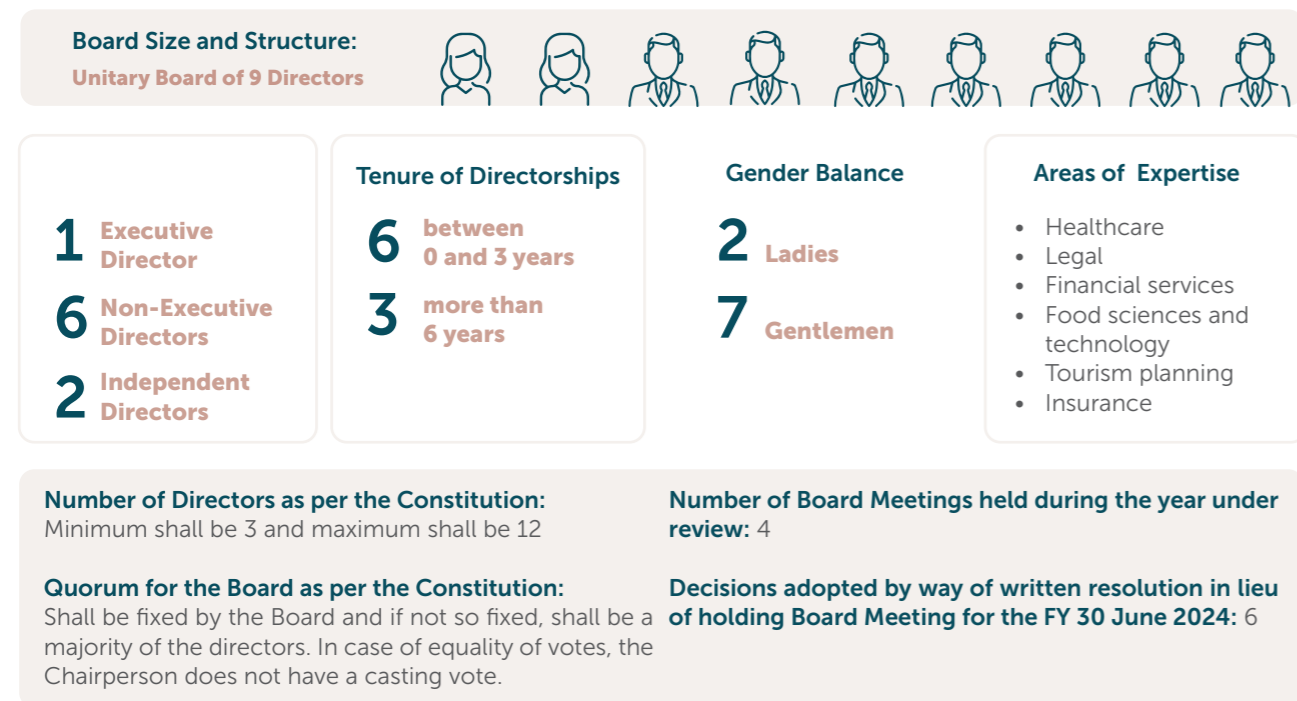 Board Size and Structure:
Unitary Board of 9 Directors
1 Executive
Director
6 Non-Executive
Directors
2 Independent
Directors
Tenure of Directorships
6 between
0 and 3 years
3 more than
6 years
Gender Balance
2 Ladies
7 Gentlemen
Areas of Expertise
• Healthcare
• Legal
• Financial services
• Food sciences and
technology
• Tourism planning
• Insurance
Number of Directors as per the Constitution:
Minimum shall be 3 and maximum shall be 12
Quorum for the Board as per the Constitution:
Shall be fixed by the Board and if not so fixed, shall be a
majority of the directors. In case of equality of votes, the
Chairperson does not have a casting vote.
Number of Board Meetings held during the year under
review: 4
Decisions adopted by way of written resolution in lieu
of holding Board Meeting for the FY 30 June 2024: 6